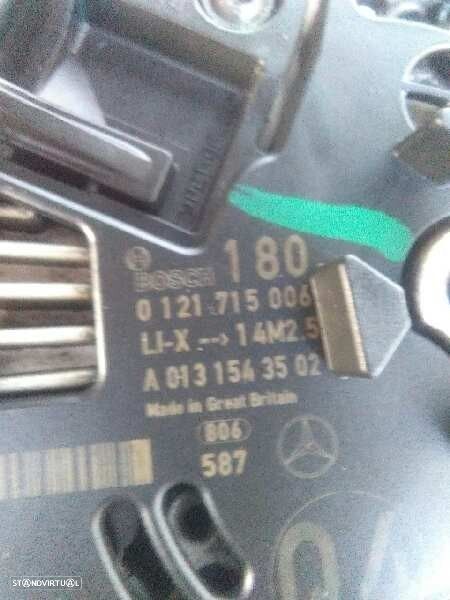 BOSCH 180
0 121 715 006
LI-X --> 14M2.5
A 013 154 35 02
Made in Great Britain
806
587
STANDVIRTUAL